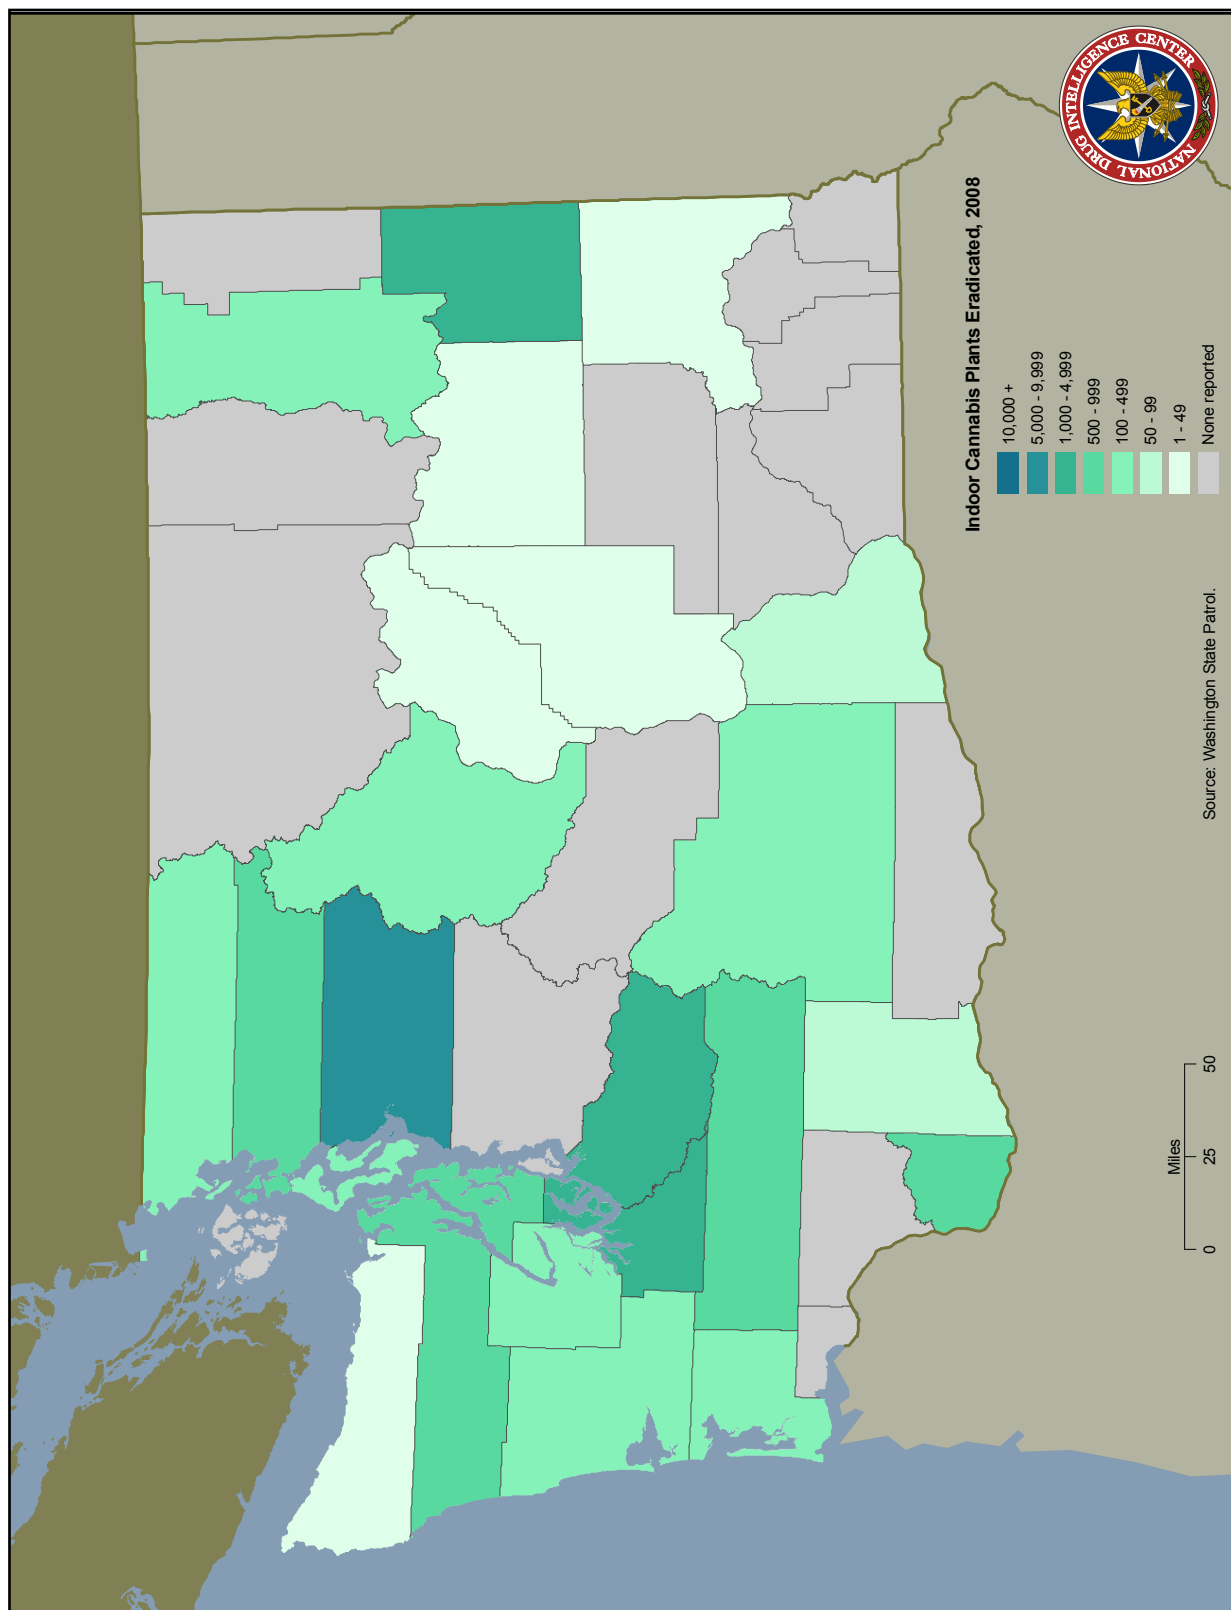 NATIONAL DRUG INTELLIGENCE CENTER
Indoor Cannabis Plants Eradicated, 2008
10,000 +
5,000 - 9,999
1,000 - 4,999
500 - 999
100 - 499
50 - 99
1 - 49
None reported
Miles
0 25 50
Source: Washington State Patrol.